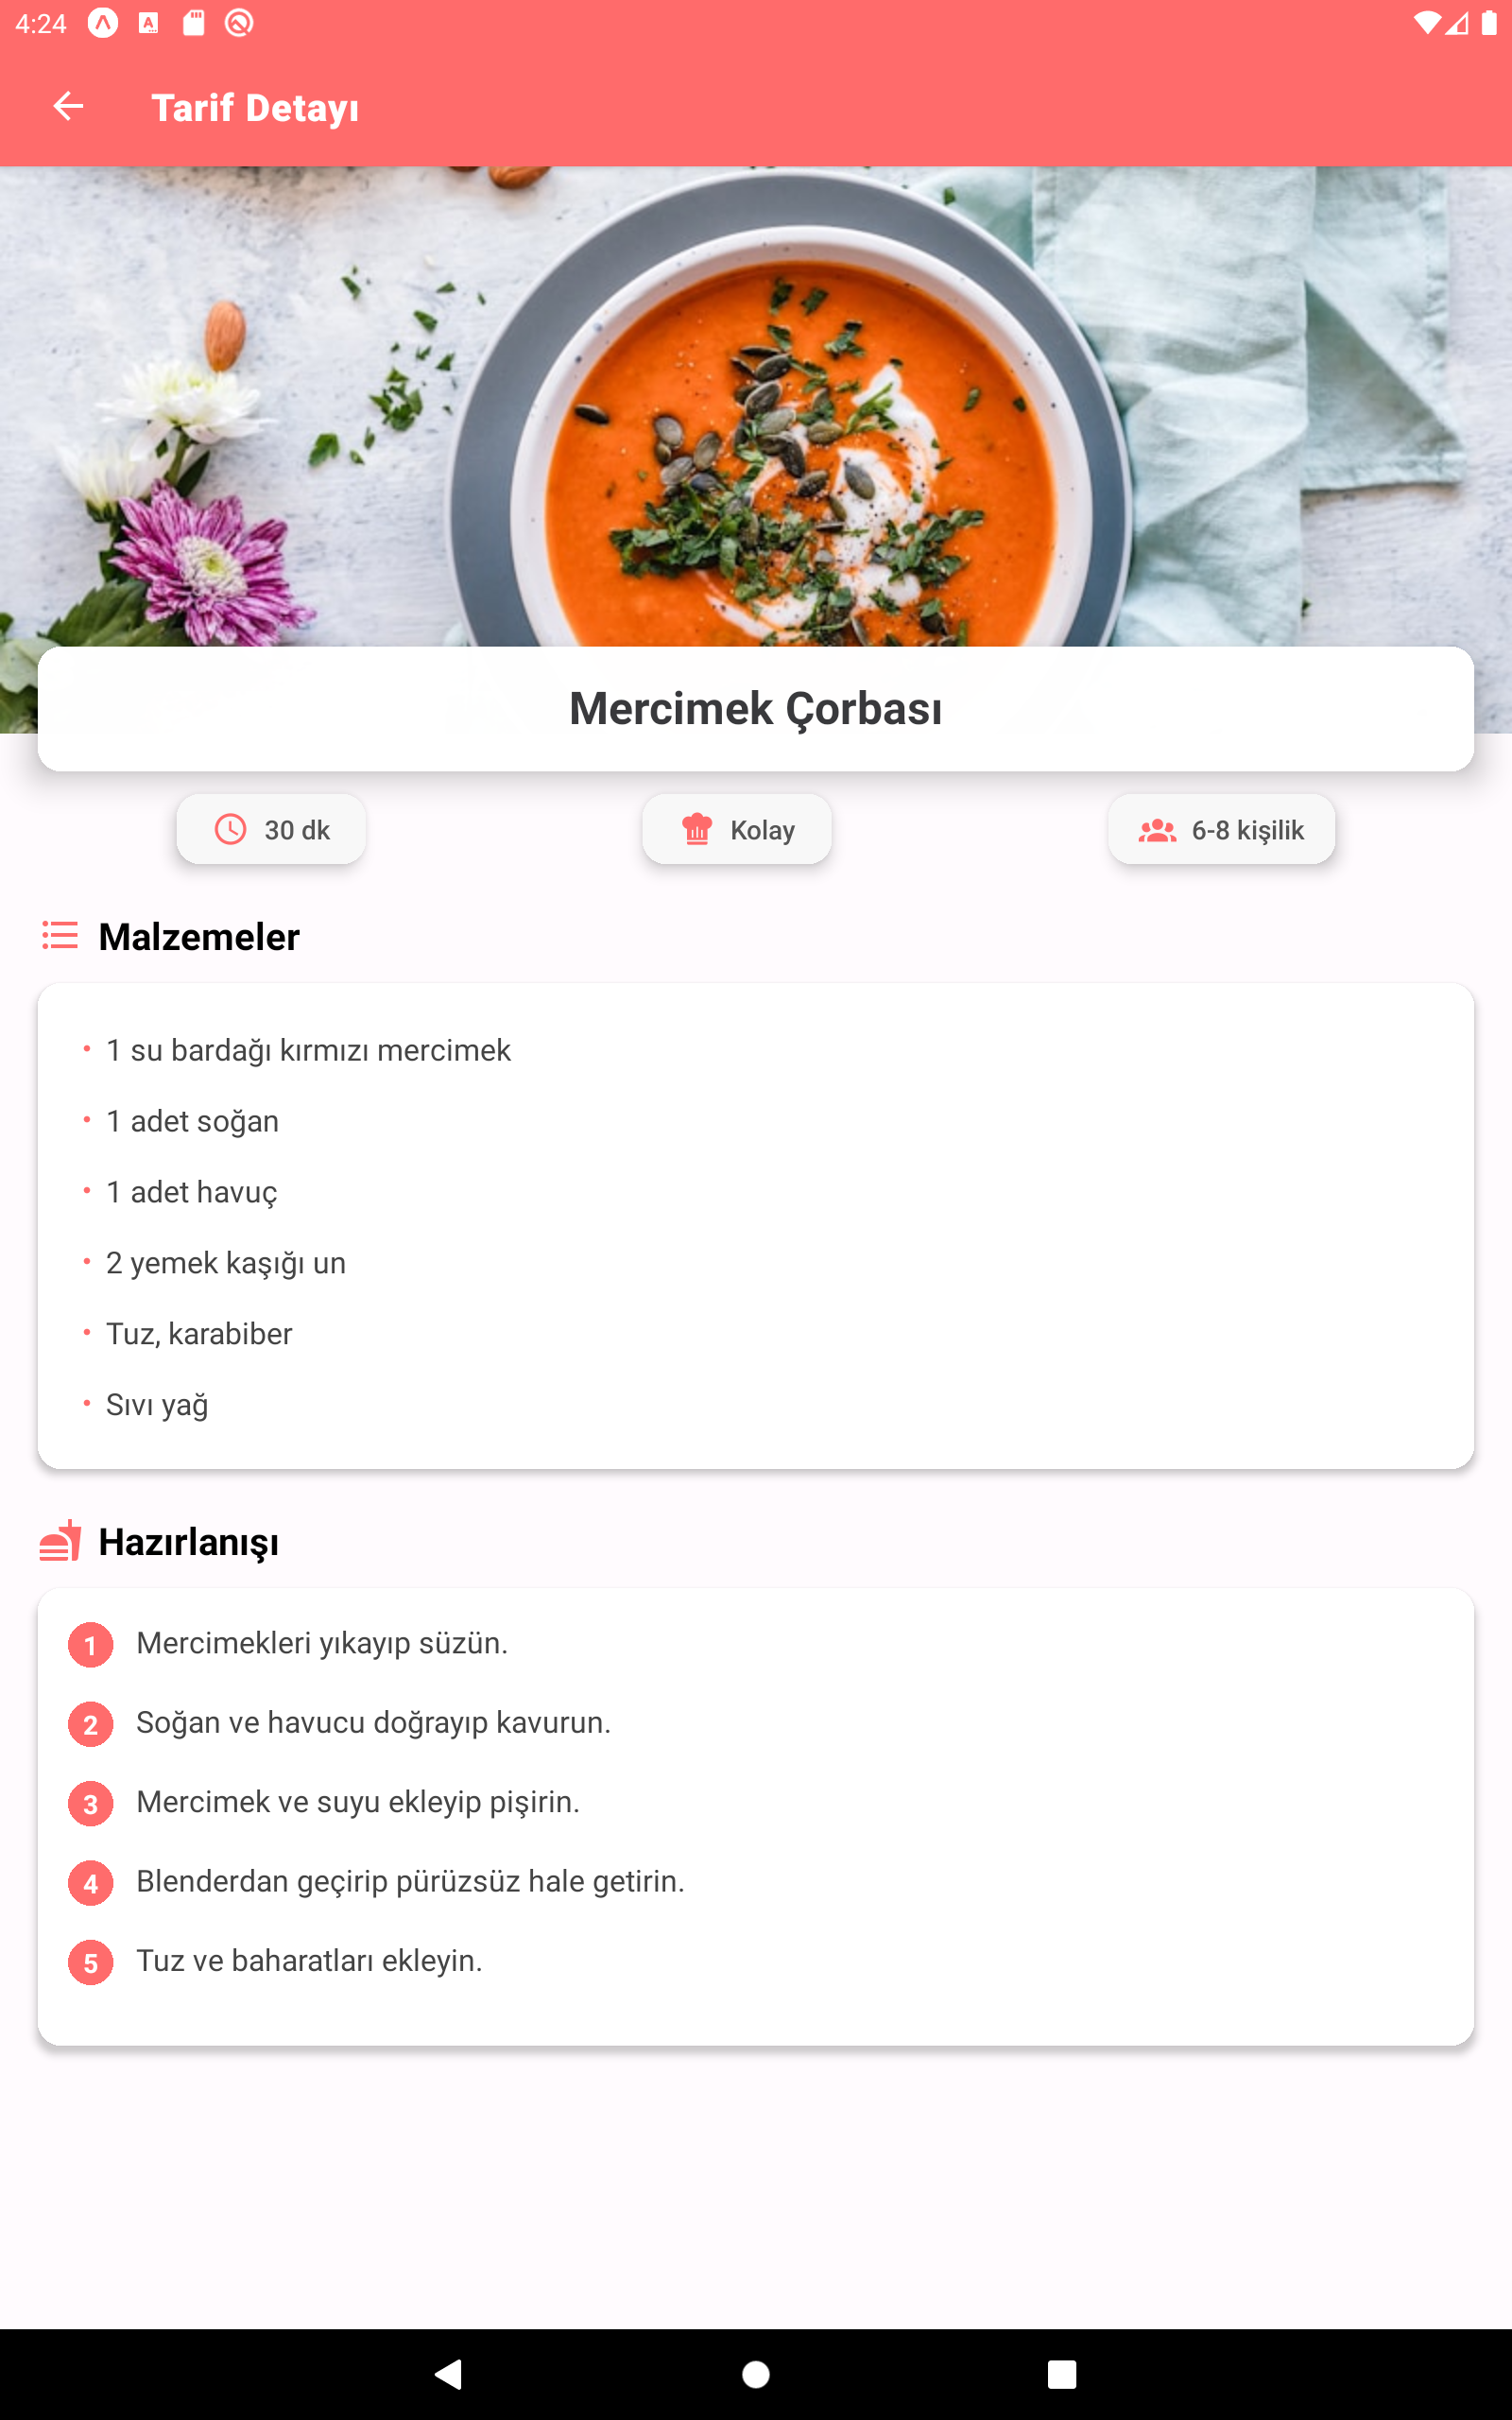 4:24
Tarif Detayı
Mercimek Çorbası
30 dk
Kolay
6-8 kişilik
Malzemeler
• 1 su bardağı kırmızı mercimek
• 1 adet soğan
• 1 adet havuç
• 2 yemek kaşığı un
• Tuz, karabiber
• Sıvı yağ
Hazırlanışı
1 Mercimekleri yıkayıp süzün.
2 Soğan ve havucu doğrayıp kavurun.
3 Mercimek ve suyu ekleyip pişirin.
4 Blenderdan geçirip pürüzsüz hale getirin.
5 Tuz ve baharatları ekleyin.